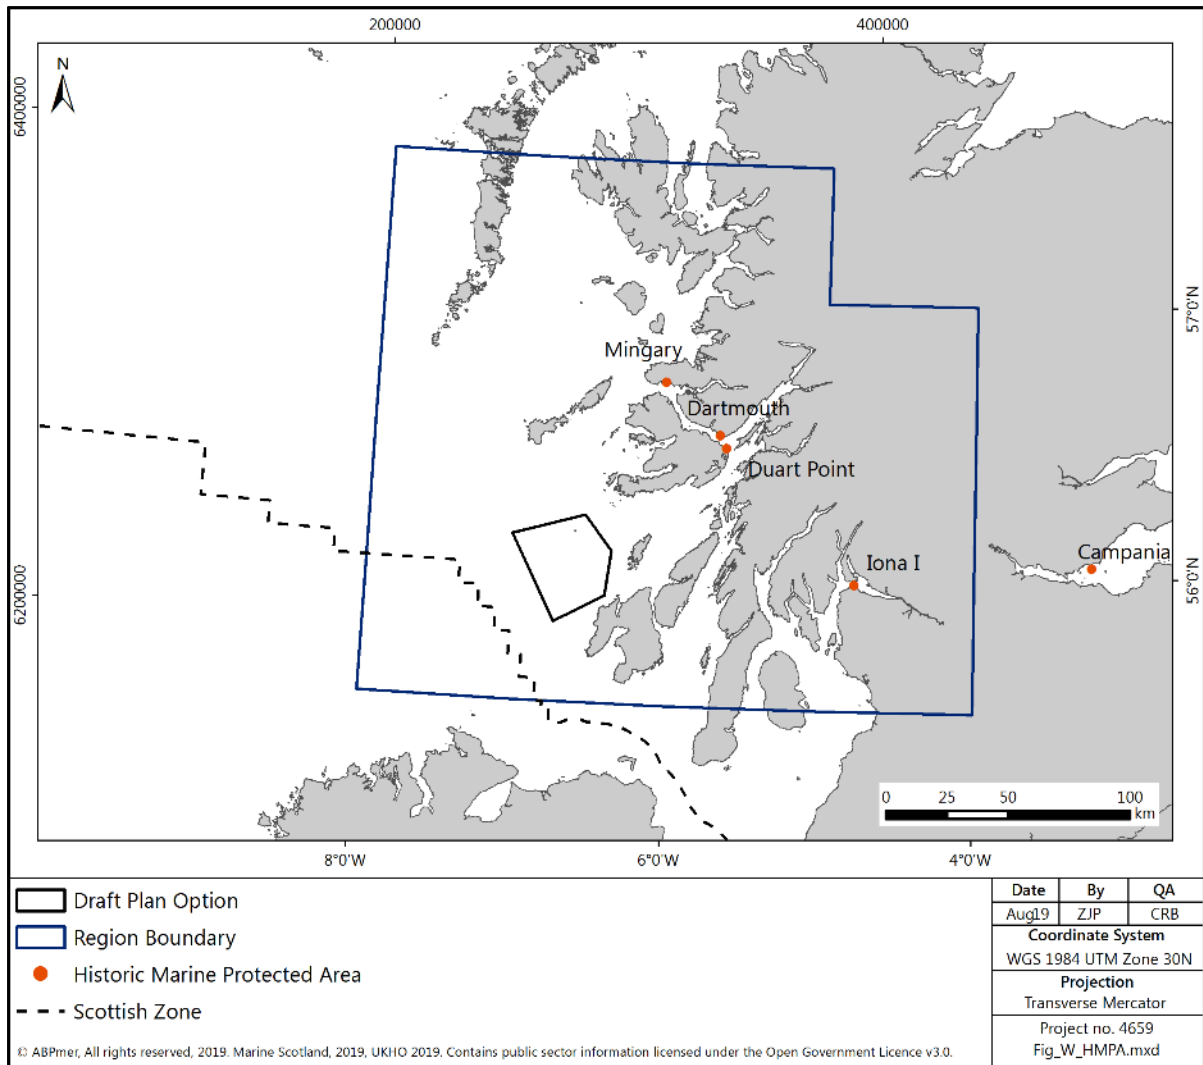 200000
400000
N
6400000
57°0'N
Mingary
Dartmouth
Duart Point
Iona I
Campania
6200000
56°0'N
0
25
50
100
km
8°0'W
6°0'W
4°0'W
Draft Plan Option
Region Boundary
Historic Marine Protected Area
Scottish Zone
© ABPmer, All rights reserved, 2019. Marine Scotland, 2019, UKHO 2019. Contains public sector information licensed under the Open Government Licence v3.0.
Date By QA
Aug19 ZJP CRB
Coordinate System
WGS 1984 UTM Zone 30N
Projection
Transverse Mercator
Project no. 4659
Fig_W_HMPA.mxd